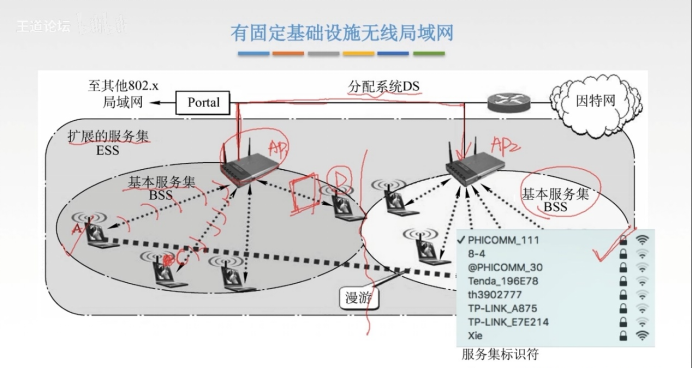 王道论坛
有固定基础设施无线局域网
至其他802.x
局域网
Portal
分配系统DS
因特网
扩展的服务集
ESS
AP1
AP2
基本服务集
BSS
B
基本服务集
BSS
A
C
漫游
✓ PHICOMM_111
8-4
@PHICOMM_30
Tenda_196E78
th3902777
TP-LINK_A875
TP-LINK_E7E214
Xie
服务集标识符